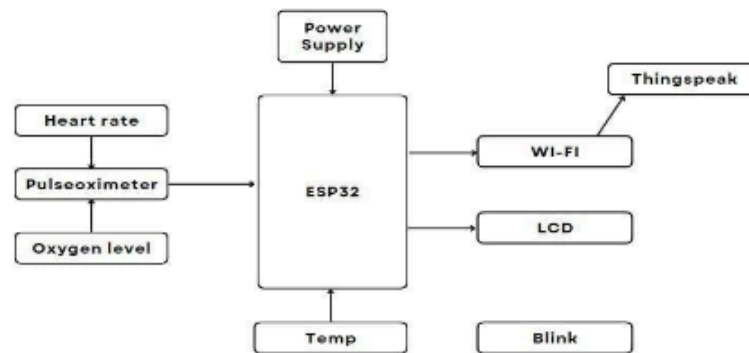 Power
Supply
Thingspeak
Heart rate
WI-FI
Pulseoximeter
ESP32
LCD
Oxygen level
Temp
Blink